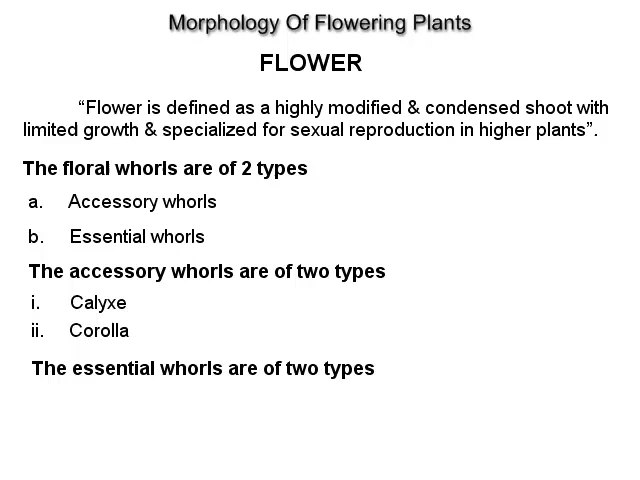 Morphology Of Flowering Plants
FLOWER
“Flower is defined as a highly modified & condensed shoot with
limited growth & specialized for sexual reproduction in higher plants”.
The floral whorls are of 2 types
a. Accessory whorls
b. Essential whorls
The accessory whorls are of two types
i. Calyxe
ii. Corolla
The essential whorls are of two types